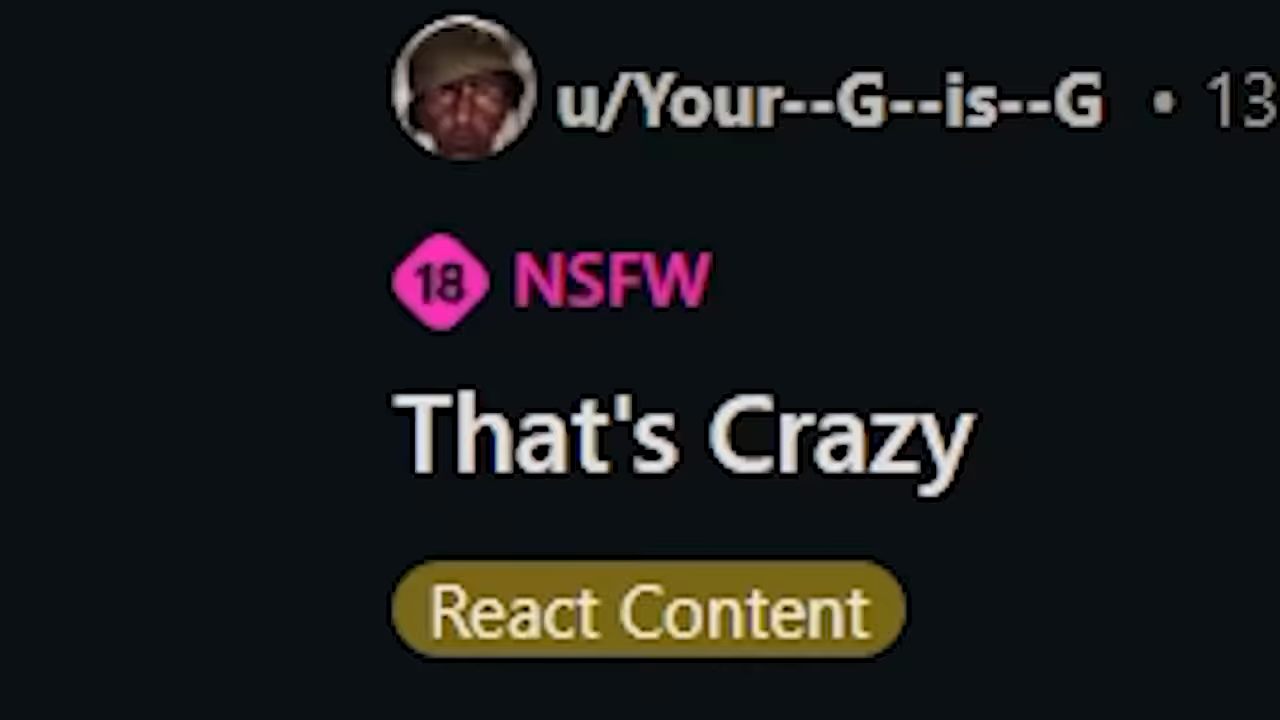 u/Your--G--is--G • 13
18 NSFW
That's Crazy
React Content